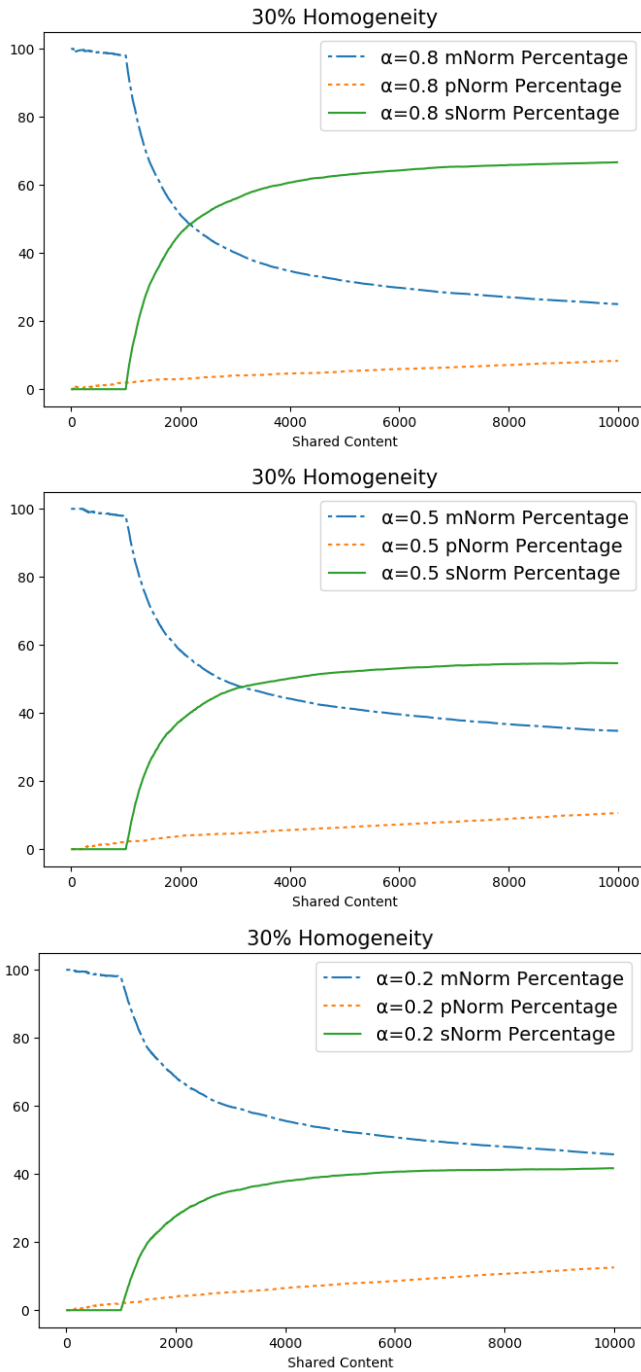 30% Homogeneity
100
80
60
40
20
0
α=0.8 mNorm Percentage
α=0.8 pNorm Percentage
α=0.8 sNorm Percentage
0 2000 4000 6000 8000 10000
Shared Content
30% Homogeneity
100
80
60
40
20
0
α=0.5 mNorm Percentage
α=0.5 pNorm Percentage
α=0.5 sNorm Percentage
0 2000 4000 6000 8000 10000
Shared Content
30% Homogeneity
100
80
60
40
20
0
α=0.2 mNorm Percentage
α=0.2 pNorm Percentage
α=0.2 sNorm Percentage
0 2000 4000 6000 8000 10000
Shared Content